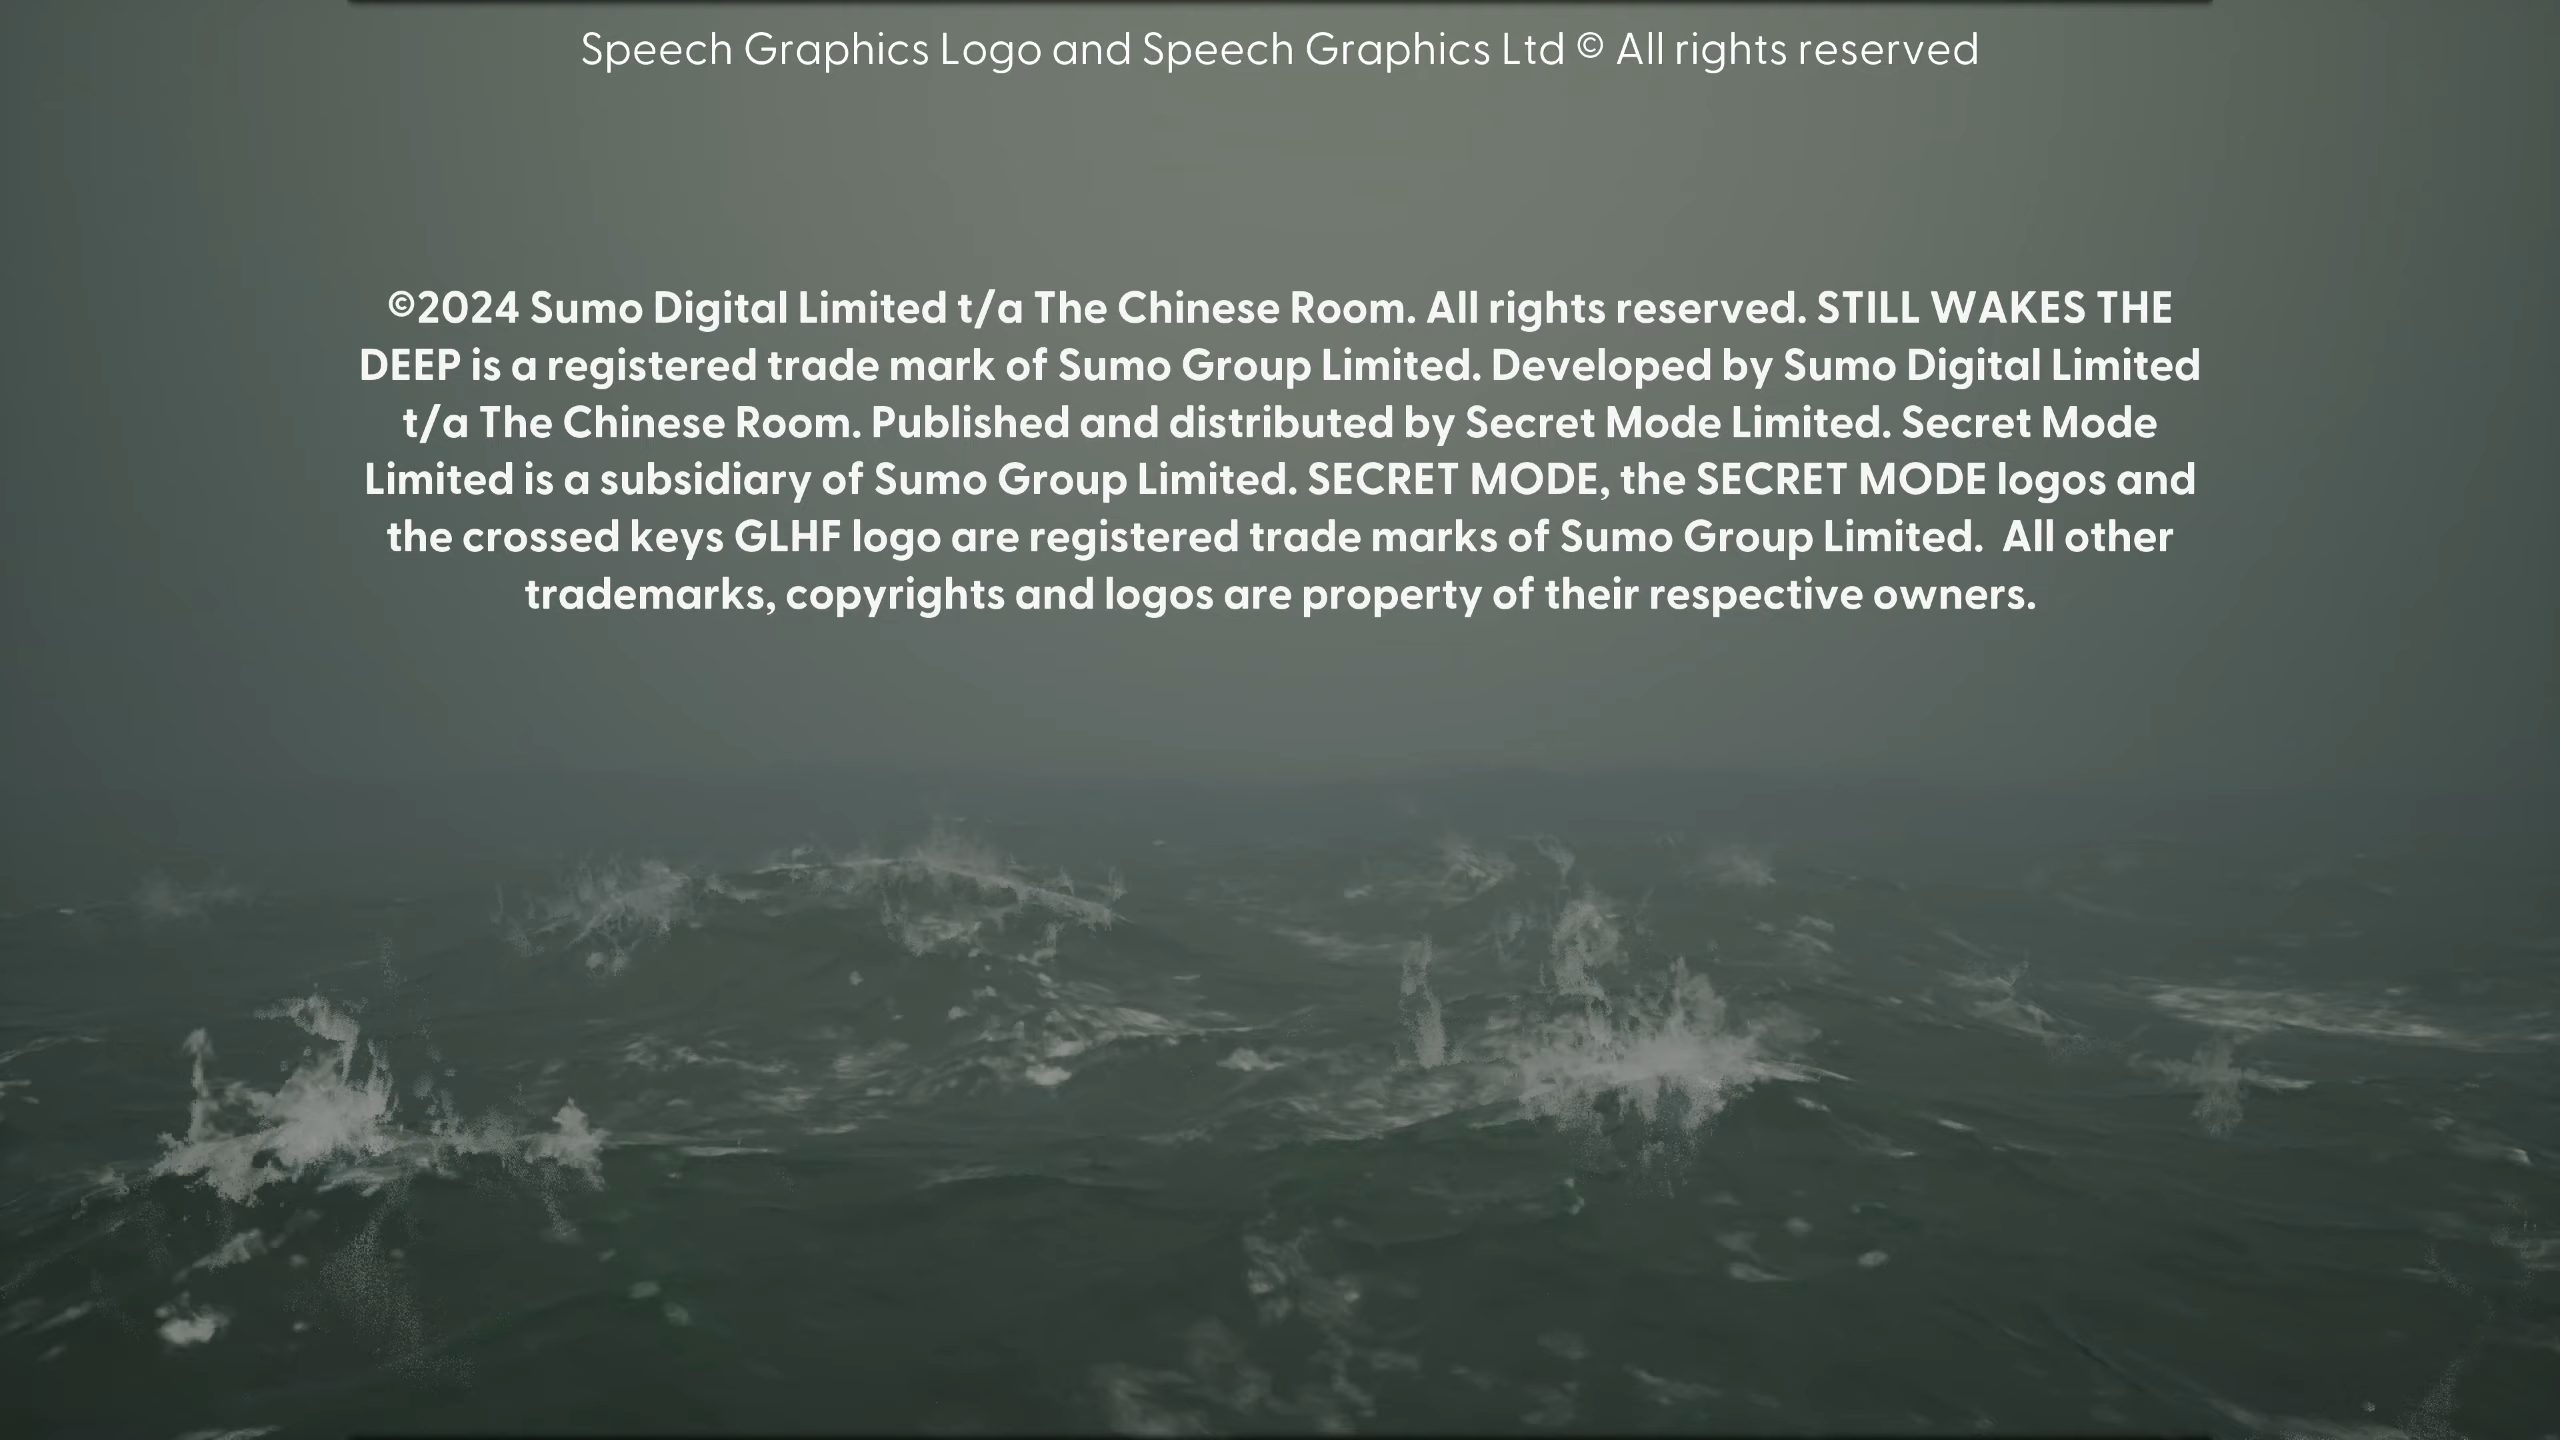 Speech Graphics Logo and Speech Graphics Ltd © All rights reserved
©2024 Sumo Digital Limited t/a The Chinese Room. All rights reserved. STILL WAKES THE
DEEP is a registered trade mark of Sumo Group Limited. Developed by Sumo Digital Limited
t/a The Chinese Room. Published and distributed by Secret Mode Limited. Secret Mode
Limited is a subsidiary of Sumo Group Limited. SECRET MODE, the SECRET MODE logos and
the crossed keys GLHF logo are registered trade marks of Sumo Group Limited.  All other
trademarks, copyrights and logos are property of their respective owners.